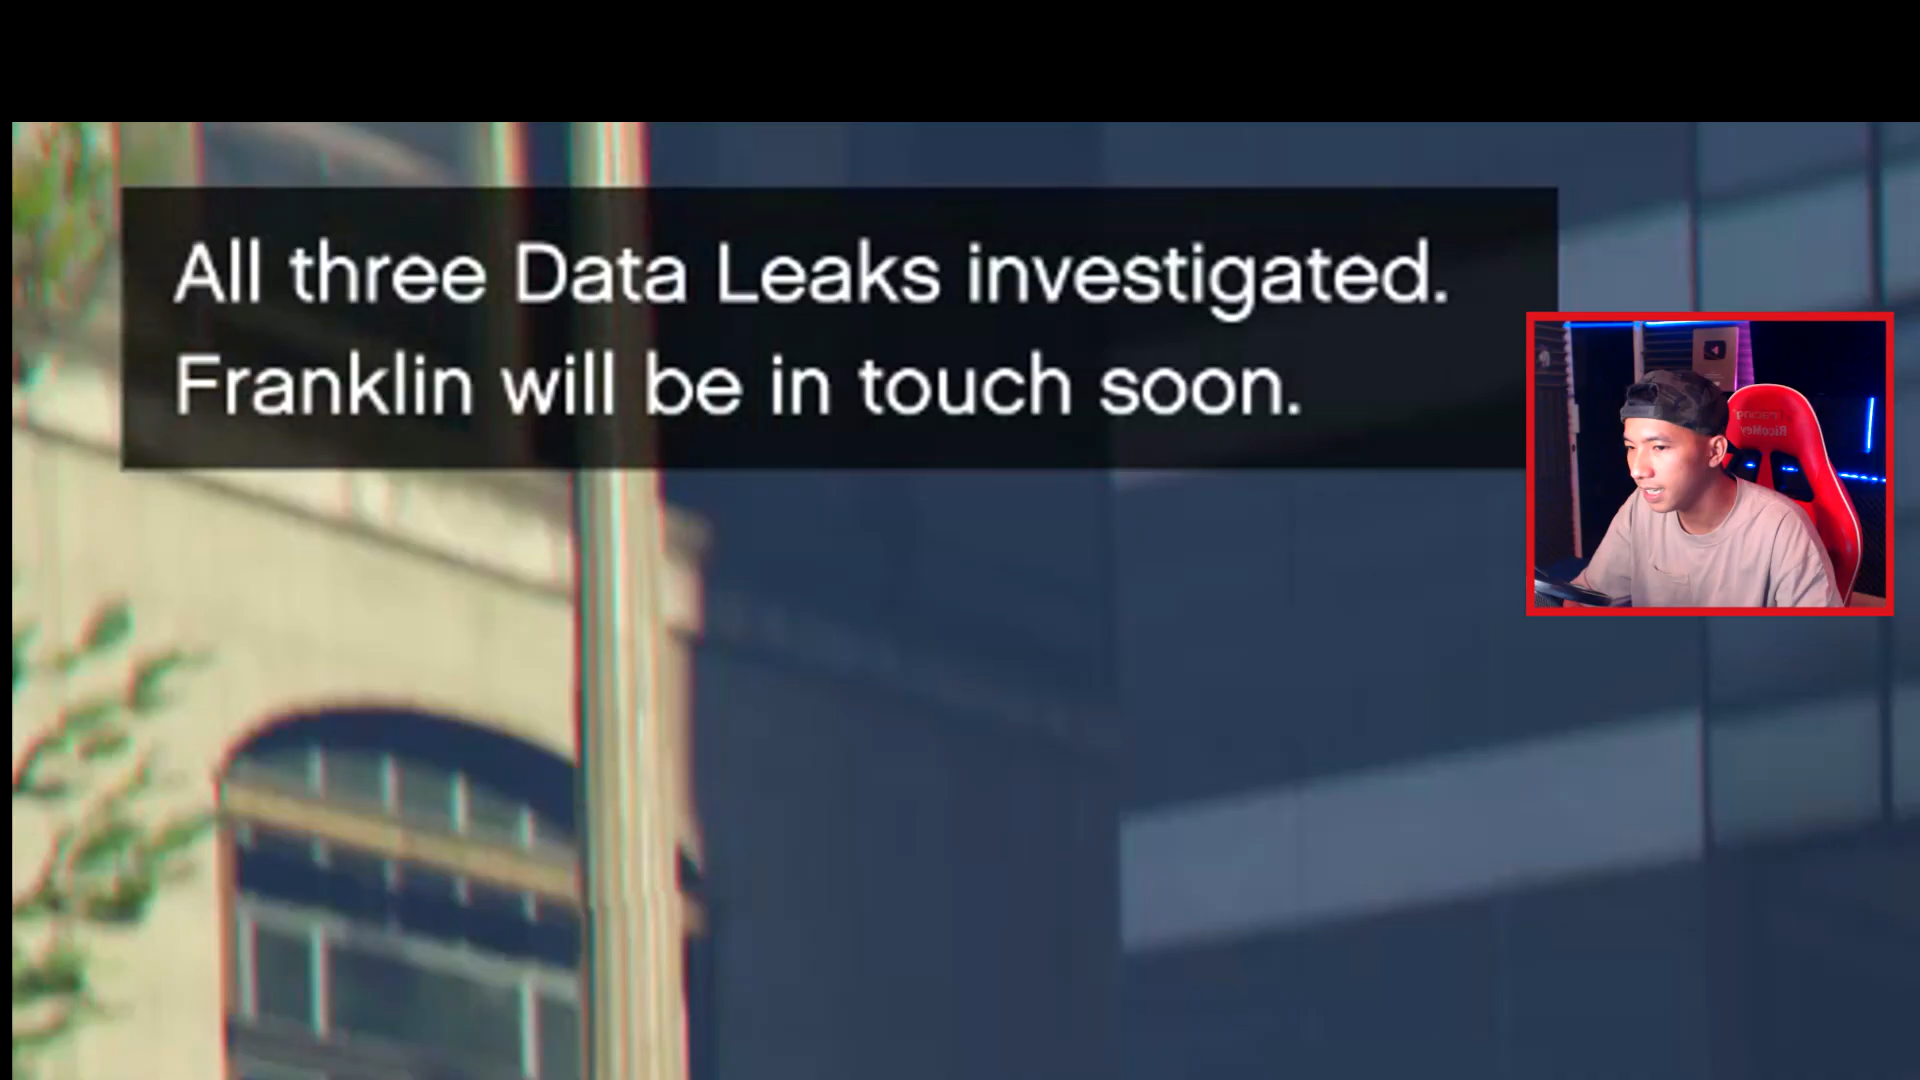 All three Data Leaks investigated.
Franklin will be in touch soon.